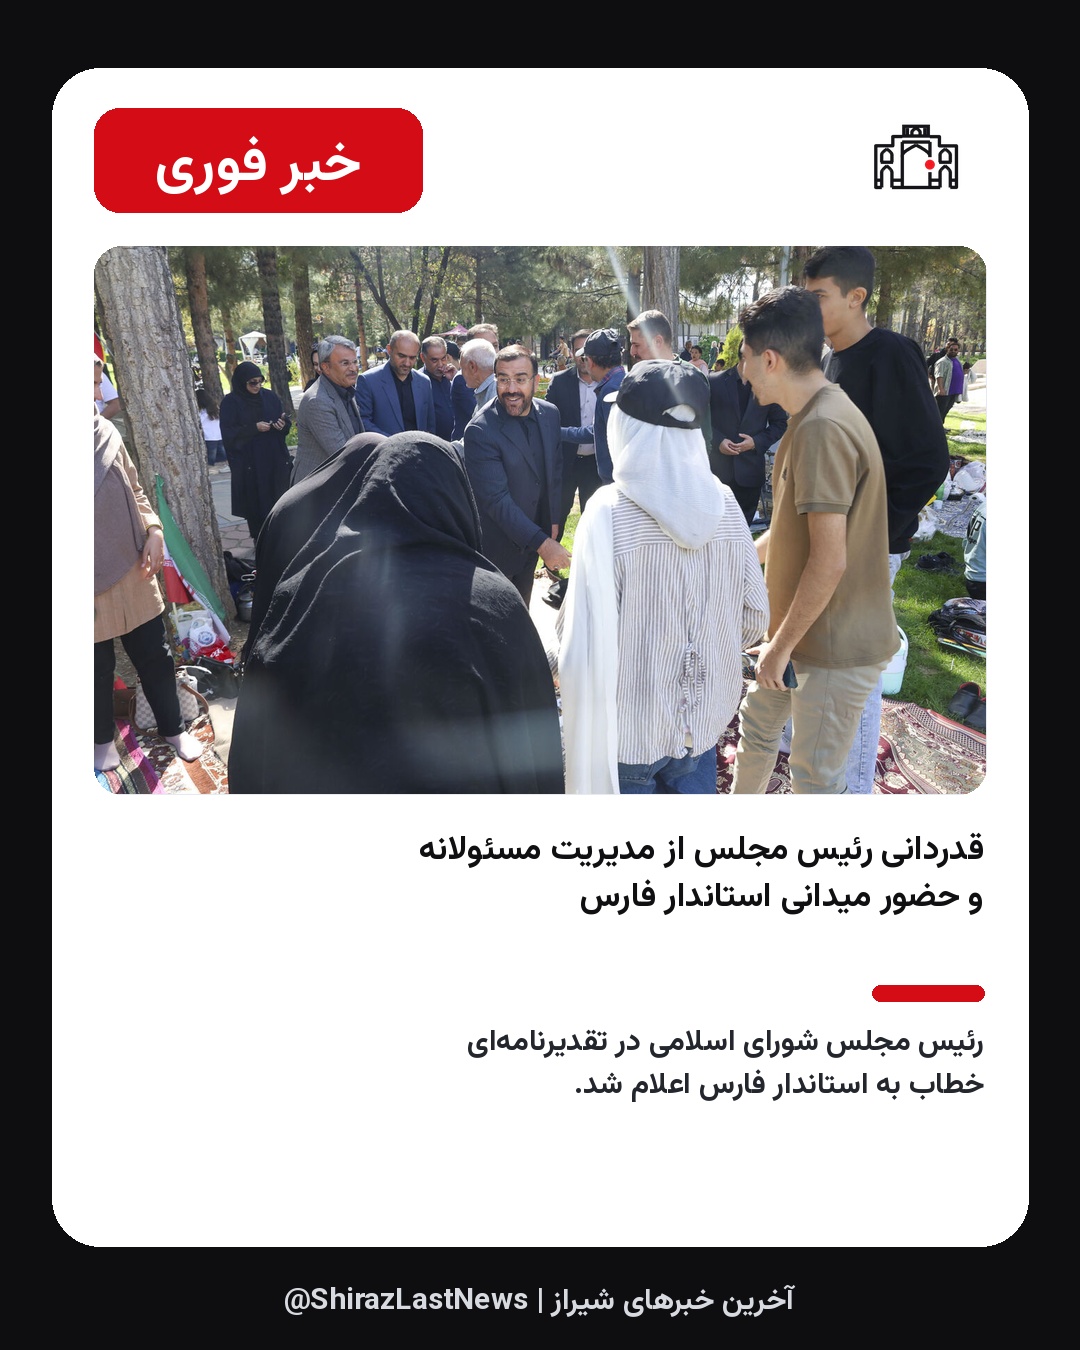 خبر فوری
قدردانی رئیس مجلس از مدیریت مسئولانه
و حضور میدانی استاندار فارس
رئیس مجلس شورای اسلامی در تقدیرنامه‌ای
خطاب به استاندار فارس اعلام شد.
آخرین خبرهای شیراز | @ShirazLastNews